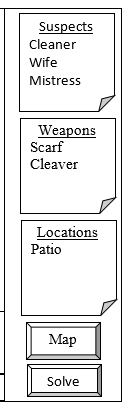 Suspects
Cleaner
Wife
Mistress
Weapons
Scarf
Cleaver
Locations
Patio
Map
Solve